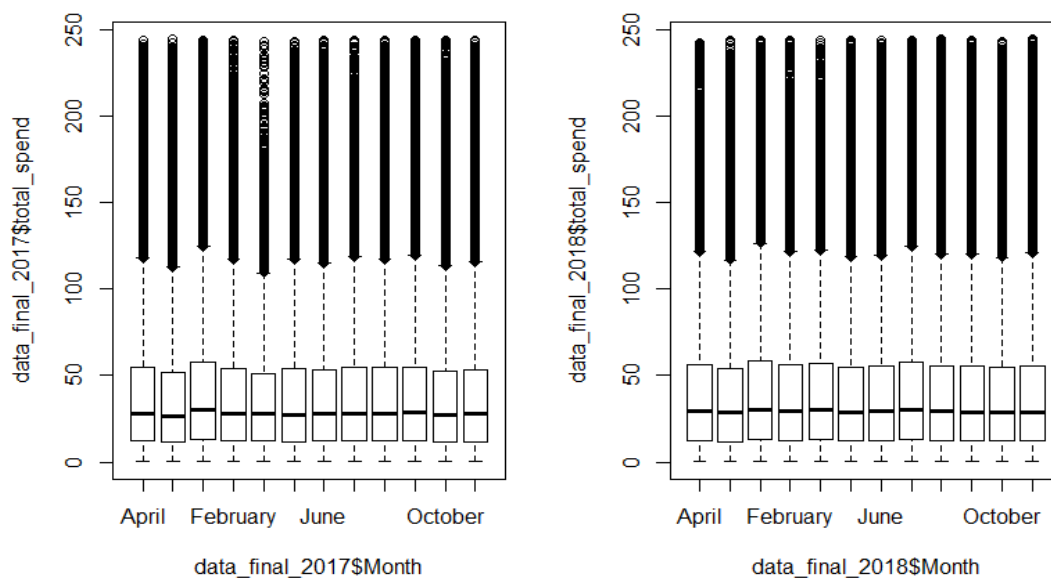 data_final_2017$total_spend
250
200
150
100
50
0
April February June October
data_final_2017$Month
data_final_2018$total_spend
250
200
150
100
50
0
April February June October
data_final_2018$Month